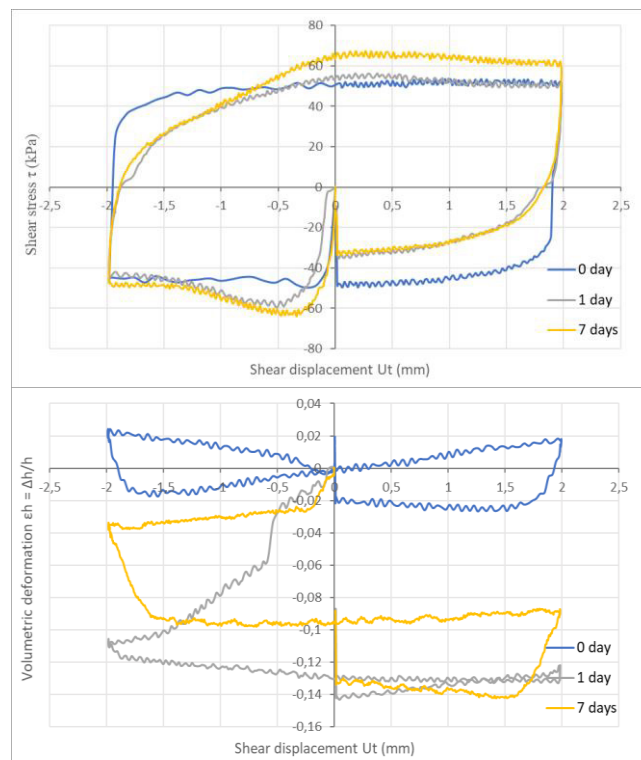 80
60
40
20
0
-20
-40
-60
-80
-2,5 -2 -1,5 -1 -0,5 0 0,5 1 1,5 2 2,5
Shear stress τ (kPa)
Shear displacement Ut (mm)
0 day
1 day
7 days
0,04
0,02
0
-0,02
-0,04
-0,06
-0,08
-0,1
-0,12
-0,14
-0,16
-2,5 -2 -1,5 -1 -0,5 0 0,5 1 1,5 2 2,5
Volumetric deformation εh = Δh/h
Shear displacement Ut (mm)
0 day
1 day
7 days